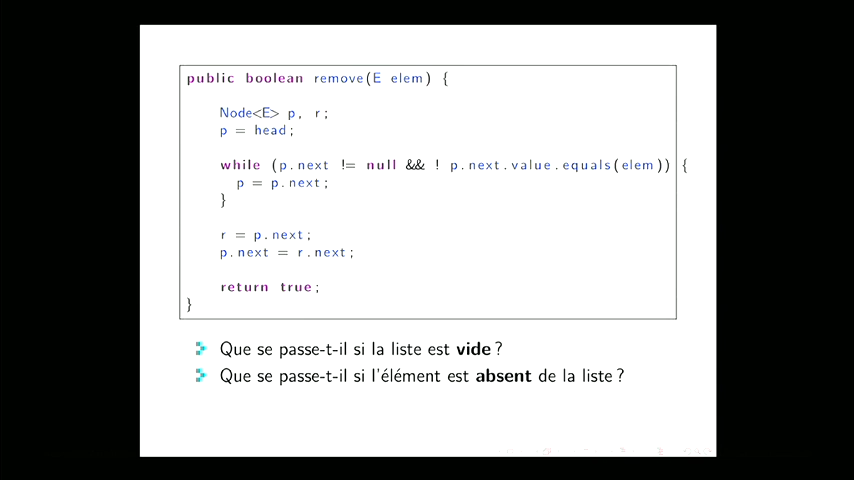 public boolean remove(E elem) {
Node<E> p, r;
p = head;
while (p.next != null && ! p.next.value.equals(elem)) {
p = p.next;
}
r = p.next;
p.next = r.next;
return true;
}
Que se passe-t-il si la liste est vide ?
Que se passe-t-il si l'élément est absent de la liste ?